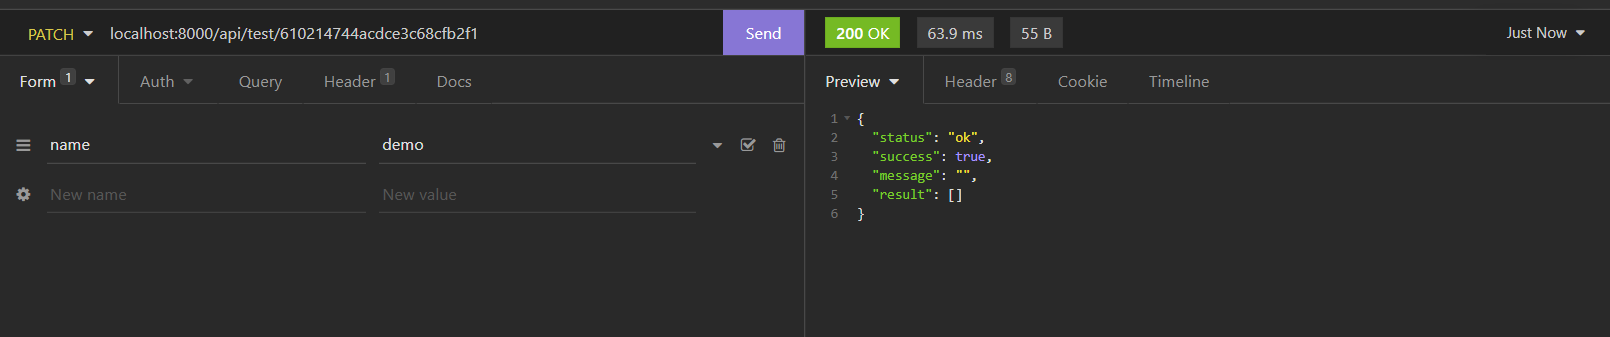 PATCH localhost:8000/api/test/610214744acdce3c68cfb2f1 Send 200 OK 63.9 ms 55 B Just Now
Form 1 Auth Query Header 1 Docs Preview Header 8 Cookie Timeline
name demo
New name New value
1 {
2 "status": "ok",
3 "success": true,
4 "message": "",
5 "result": []
6 }